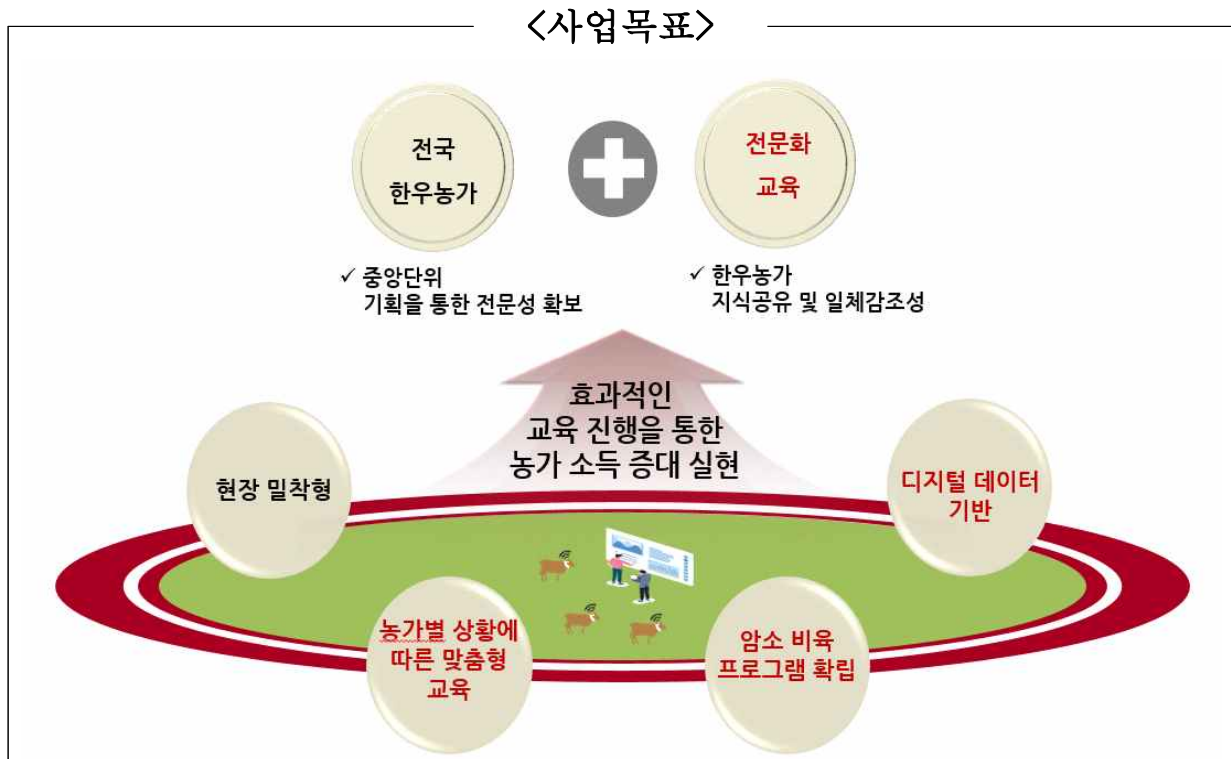 <사업목표>
전국
한우농가
전문화
교육
✓ 중앙단위
기획을 통한 전문성 확보
✓ 한우농가
지식공유 및 일체감조성
효과적인
교육 진행을 통한
농가 소득 증대 실현
현장 밀착형
디지털 데이터
기반
농가별 상황에
따른 맞춤형
교육
암소 비육
프로그램 확립